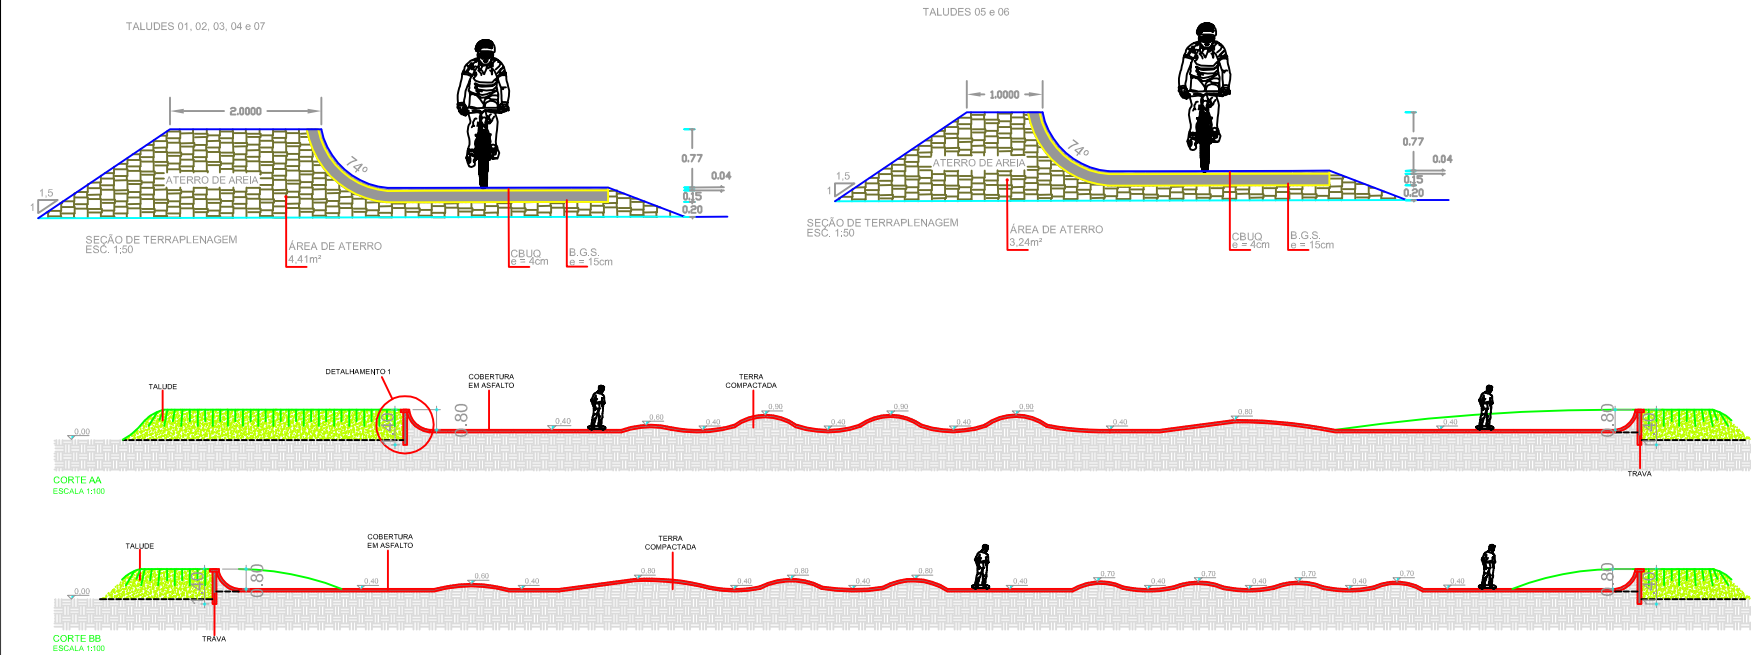 TALUDES 01, 02, 03, 04 e 07
2.0000
74º
ATERRO DE AREIA
1,5
1
0.77
0.04
0.15
0.20
SEÇÃO DE TERRAPLENAGEM
ESC. 1:50
ÁREA DE ATERRO
4,41m²
CBUQ
e = 4cm
B.G.S.
e = 15cm
TALUDES 05 e 06
1.0000
74º
ATERRO DE AREIA
1,5
1
0.77
0.04
0.15
0.20
SEÇÃO DE TERRAPLENAGEM
ESC. 1:50
ÁREA DE ATERRO
3,24m²
CBUQ
e = 4cm
B.G.S.
e = 15cm
TALUDE
DETALHAMENTO 1
COBERTURA
EM ASFALTO
TERRA
COMPACTADA
0.00
1.40
0.80
0.40
0.60
0.40
0.90
0.40
0.90
0.40
0.90
0.40
0.80
0.40
0.80
1.40
TRAVA
CORTE AA
ESCALA 1:100
TALUDE
COBERTURA
EM ASFALTO
TERRA
COMPACTADA
0.00
1.40
0.80
0.40
0.60
0.40
0.80
0.40
0.80
0.40
0.80
0.40
0.70
0.40
0.70
0.40
0.70
0.40
0.70
0.40
0.80
1.40
TRAVA
CORTE BB
ESCALA 1:100